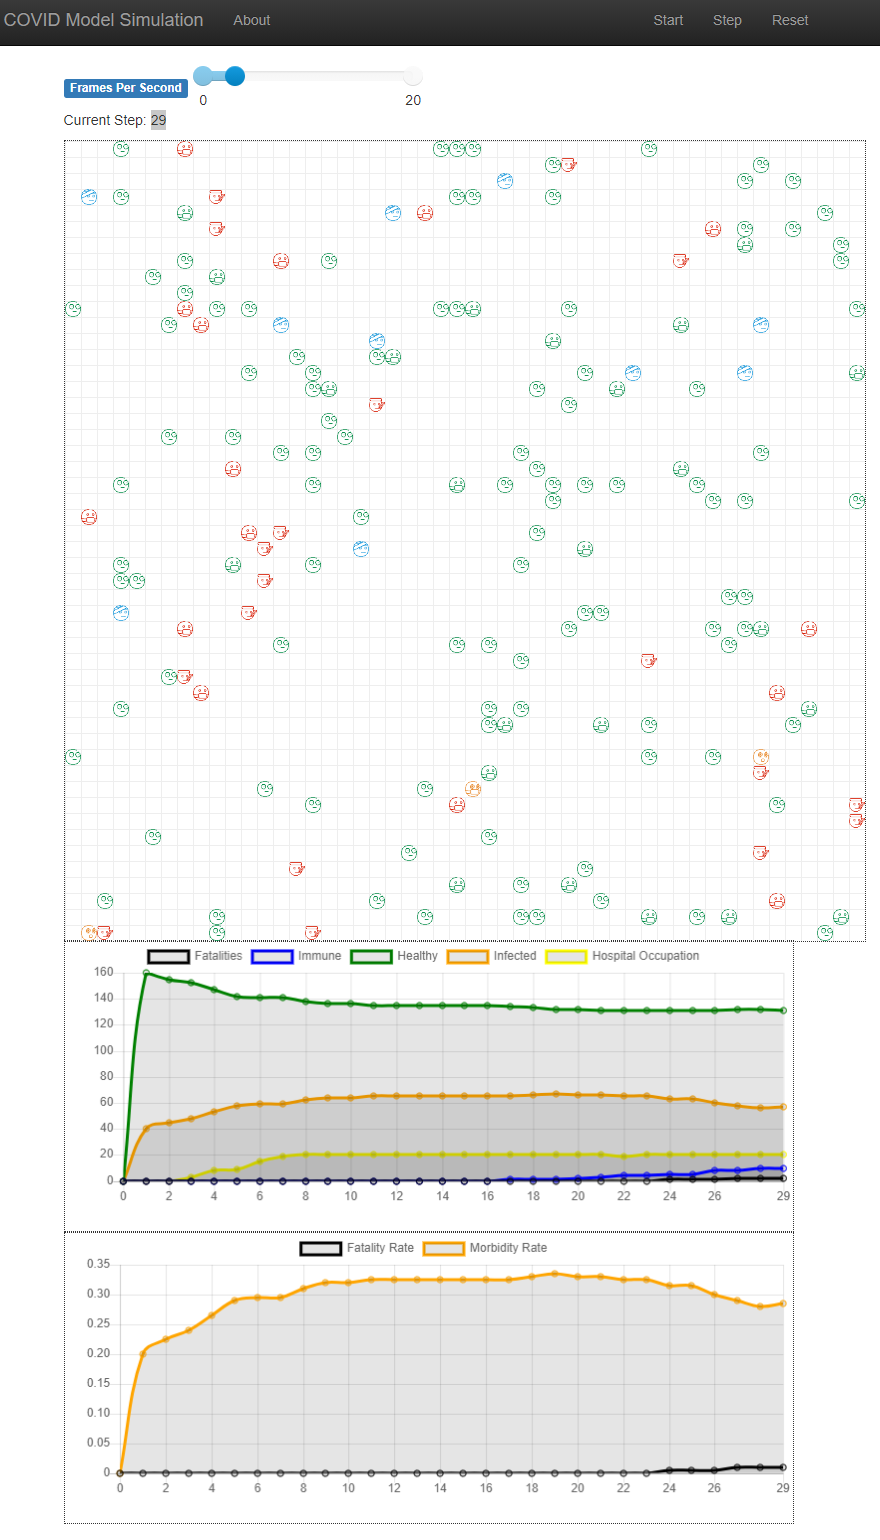 COVID Model Simulation About Start Step Reset
Frames Per Second
0 20
Current Step: 29
Fatalities Immune Healthy Infected Hospital Occupation
160
140
120
100
80
60
40
20
0
0 2 4 6 8 10 12 14 16 18 20 22 24 26 29
Fatality Rate Morbidity Rate
0.35
0.30
0.25
0.20
0.15
0.10
0.05
0
0 2 4 6 8 10 12 14 16 18 20 22 24 26 29